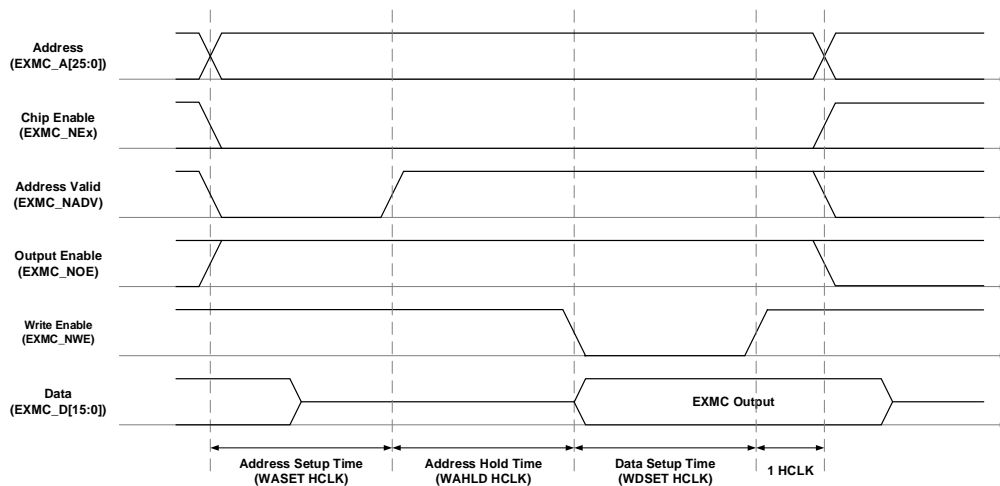 Address
(EXMC_A[25:0])
Chip Enable
(EXMC_NEx)
Address Valid
(EXMC_NADV)
Output Enable
(EXMC_NOE)
Write Enable
(EXMC_NWE)
Data
(EXMC_D[15:0])
EXMC Output
Address Setup Time
(WASET HCLK)
Address Hold Time
(WAHLD HCLK)
Data Setup Time
(WDSET HCLK)
1 HCLK